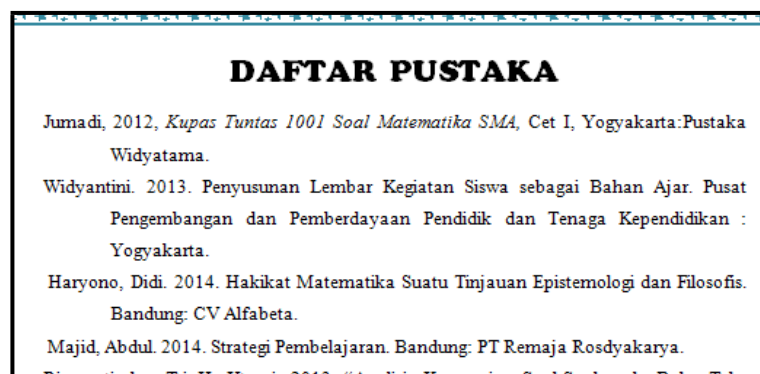 DAFTAR PUSTAKA
Jumadi, 2012, Kupas Tuntas 1001 Soal Matematika SMA, Cet I, Yogyakarta:Pustaka
Widyatama.
Widyantini. 2013. Penyusunan Lembar Kegiatan Siswa sebagai Bahan Ajar. Pusat
Pengembangan dan Pemberdayaan Pendidik dan Tenaga Kependidikan :
Yogyakarta.
Haryono, Didi. 2014. Hakikat Matematika Suatu Tinjauan Epistemologi dan Filosofis.
Bandung: CV Alfabeta.
Majid, Abdul. 2014. Strategi Pembelajaran. Bandung: PT Remaja Rosdyakarya.